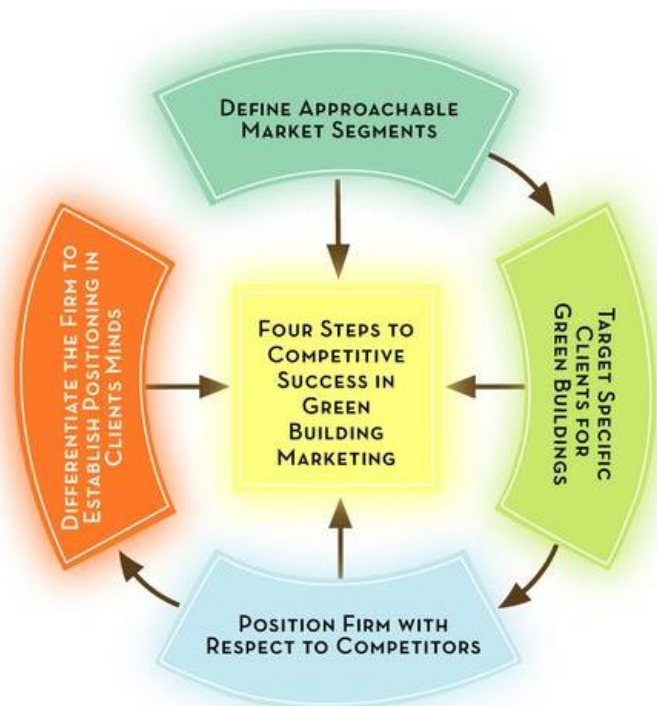 DEFINE APPROACHABLE
MARKET SEGMENTS
TARGET SPECIFIC
CLIENTS FOR
GREEN BUILDINGS
POSITION FIRM WITH
RESPECT TO COMPETITORS
DIFFERENTIATE THE FIRM TO
ESTABLISH POSITIONING IN
CLIENTS MINDS
FOUR STEPS TO
COMPETITIVE
SUCCESS IN
GREEN
BUILDING
MARKETING